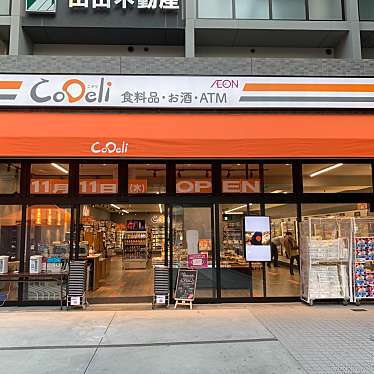 山田不動産
CoDeli 食料品・お酒・ATM ÆON
CoDeli
11月 11日 (水) OPEN